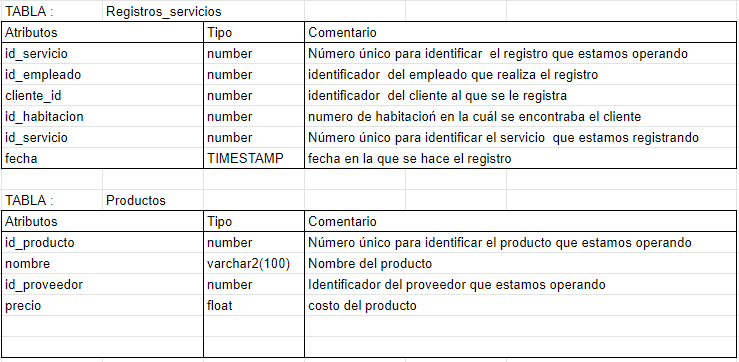 TABLA : Registros_servicios
Atributos Tipo Comentario
id_servicio number Número único para identificar el registro que estamos operando
id_empleado number identificador del empleado que realiza el registro
cliente_id number identificador del cliente al que se le registra
id_habitacion number numero de habitacioń en la cuál se encontraba el cliente
id_servicio number Número único para identificar el servicio que estamos registrando
fecha TIMESTAMP fecha en la que se hace el registro
TABLA : Productos
Atributos Tipo Comentario
id_producto number Número único para identificar el producto que estamos operando
nombre varchar2(100) Nombre del producto
id_proveedor number Identificador del proveedor que estamos operando
precio float costo del producto